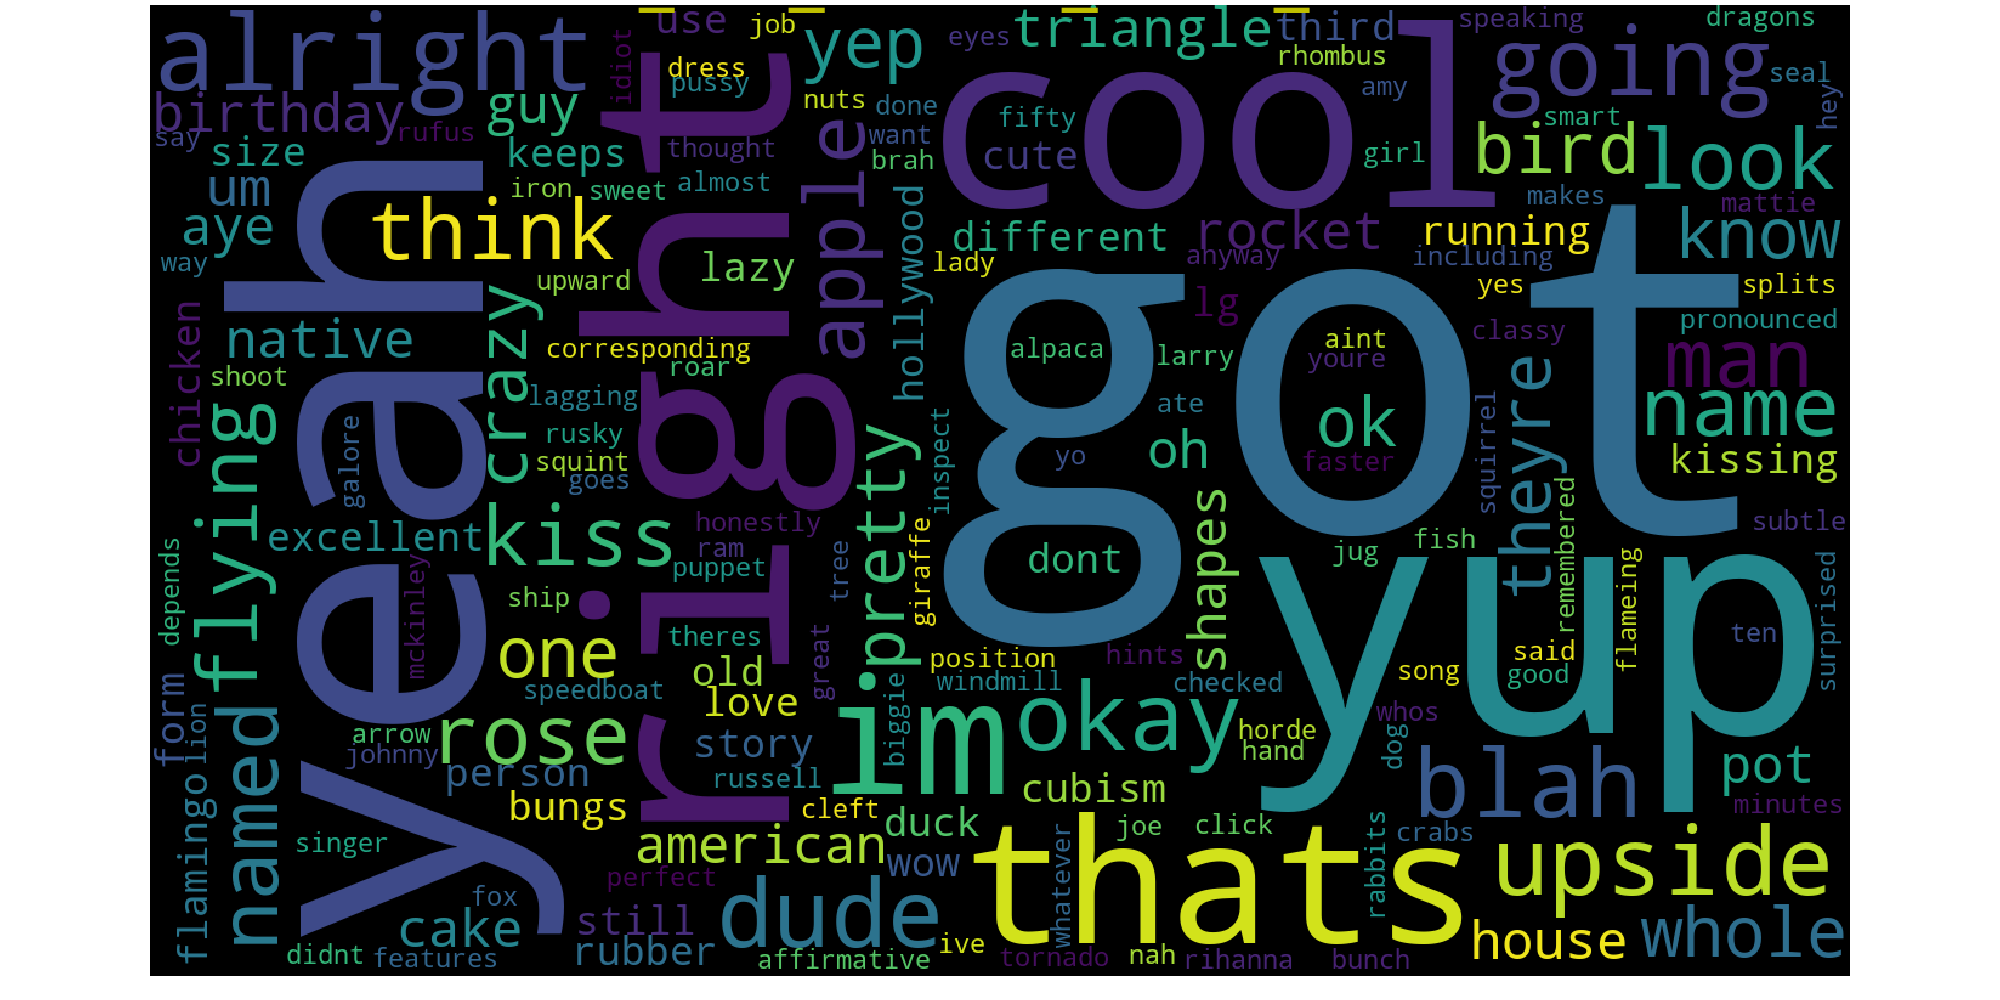 alright
use
job
yep
eyes
triangle_
third
speaking
dragons
idiot
dress
pussy
rhombus
going
seal
birthday
rufus
guy
nuts
done
fifty
cool
amy
hey
say
size
keeps
thought
want
brah
cute
girl
smart
bird
look
um
iron
sweet
almost
apple
makes
mattie
aye
think
hollywood
different
rocket
running
know
way
upward
lazy
lady
anyway
including
yes
splits
yeah
right
got
lg
pronounced
chicken
native
crazy
corresponding
alpaca
larry
aint
youre
classy
man
shoot
roar
theyre
flying
lagging
ate
ok
squirrel
name
galore
rusky
squint
goes
pretty
inspect
yo
oh
faster
kissing
excellent
kiss
honestly
ram
puppet
tree
giraffe
dont
shapes
jug
fish
remembered
subtle
depends
mckinley
ship
yup
flameing
surprised
ten
one
theres
great
position
hints
song
said
good
form
named
speedboat
old
love
biggie
windmill
checked
whos
lion
arrow
johnny
rose
story
im
okay
horde
hand
dog
person
russell
blah
pot
flamingo
bungs
cleft
cubism
minutes
singer
american
duck
joe
click
rabbits
crabs
perfect
wow
whatever
thats
upside
fox
cake
still
dude
didnt
features
rubber
affirmative
ive
tornado
nah
rihanna
bunch
house
whole